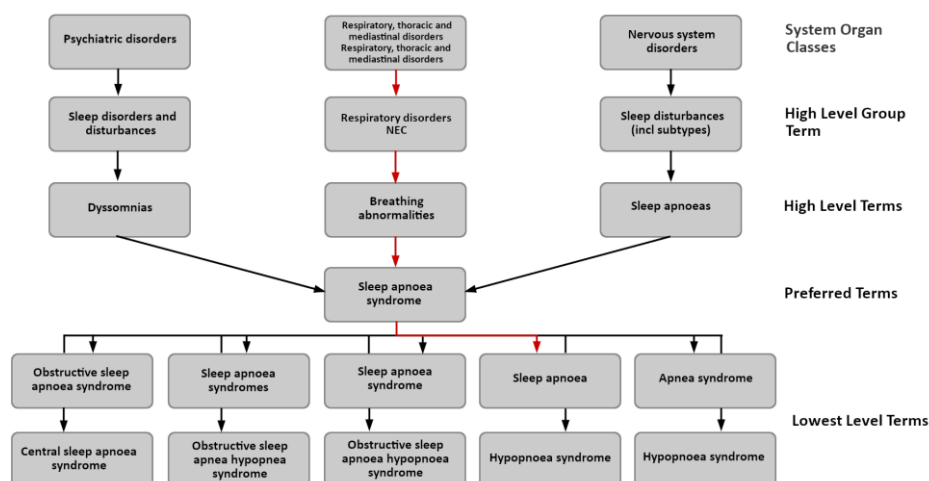 Psychiatric disorders
Respiratory, thoracic and
mediastinal disorders
Respiratory, thoracic and
mediastinal disorders
Nervous system
disorders
System Organ
Classes
Sleep disorders and
disturbances
Respiratory disorders
NEC
Sleep disturbances
(incl subtypes)
High Level Group
Term
Dyssomnias
Breathing
abnormalities
Sleep apnoeas
High Level Terms
Sleep apnoea
syndrome
Preferred Terms
Obstructive sleep
apnoea syndrome
Sleep apnoea
syndromes
Sleep apnoea
syndrome
Sleep apnoea
Apnea syndrome
Lowest Level Terms
Central sleep apnoea
syndrome
Obstructive sleep
apnea hypopnea
syndrome
Obstructive sleep
apnoea hypopnoea
syndrome
Hypopnoea syndrome
Hypopnoea syndrome